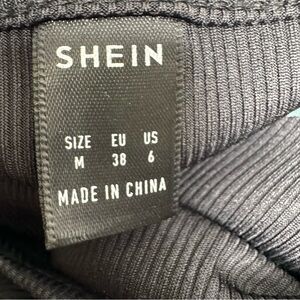 SHEIN
SIZE EU US
M 38 6
MADE IN CHINA